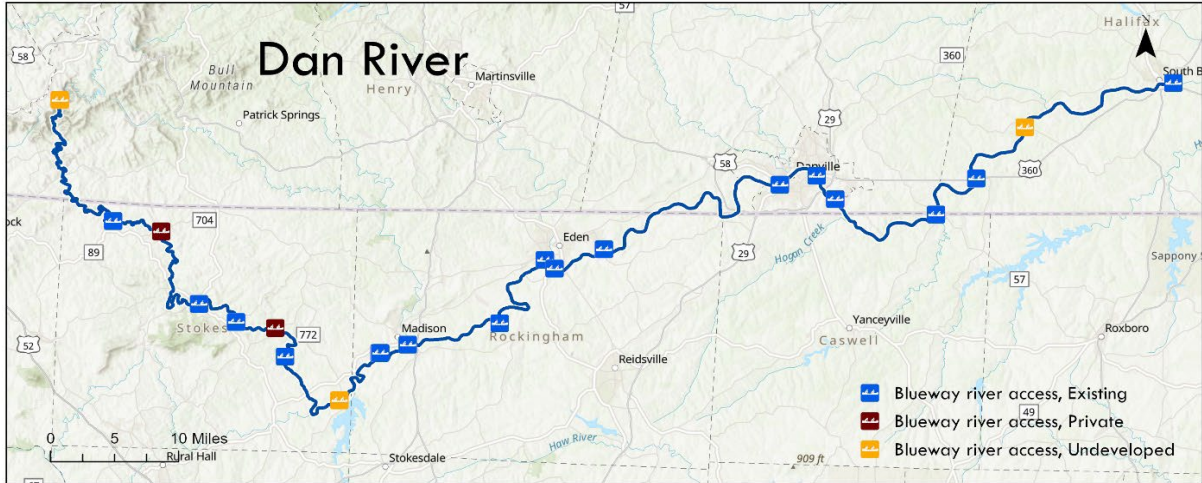 57
Halifax
58
Dan River
360
Bull
Mountain
Martinsville
Henry
South B
Patrick Springs
29
58
Danville
360
704
ock
89
Eden
29
Hogan Creek
Sappony
57
Stokes
772
Madison
Rockingham
Yanceyville
Caswell
Roxboro
52
Reidsville
Blueway river access, Existing
Blueway river access, Private
49
0 5 10 Miles
Haw River
Rural Hall
Stokesdale
909 ft
Blueway river access, Undeveloped